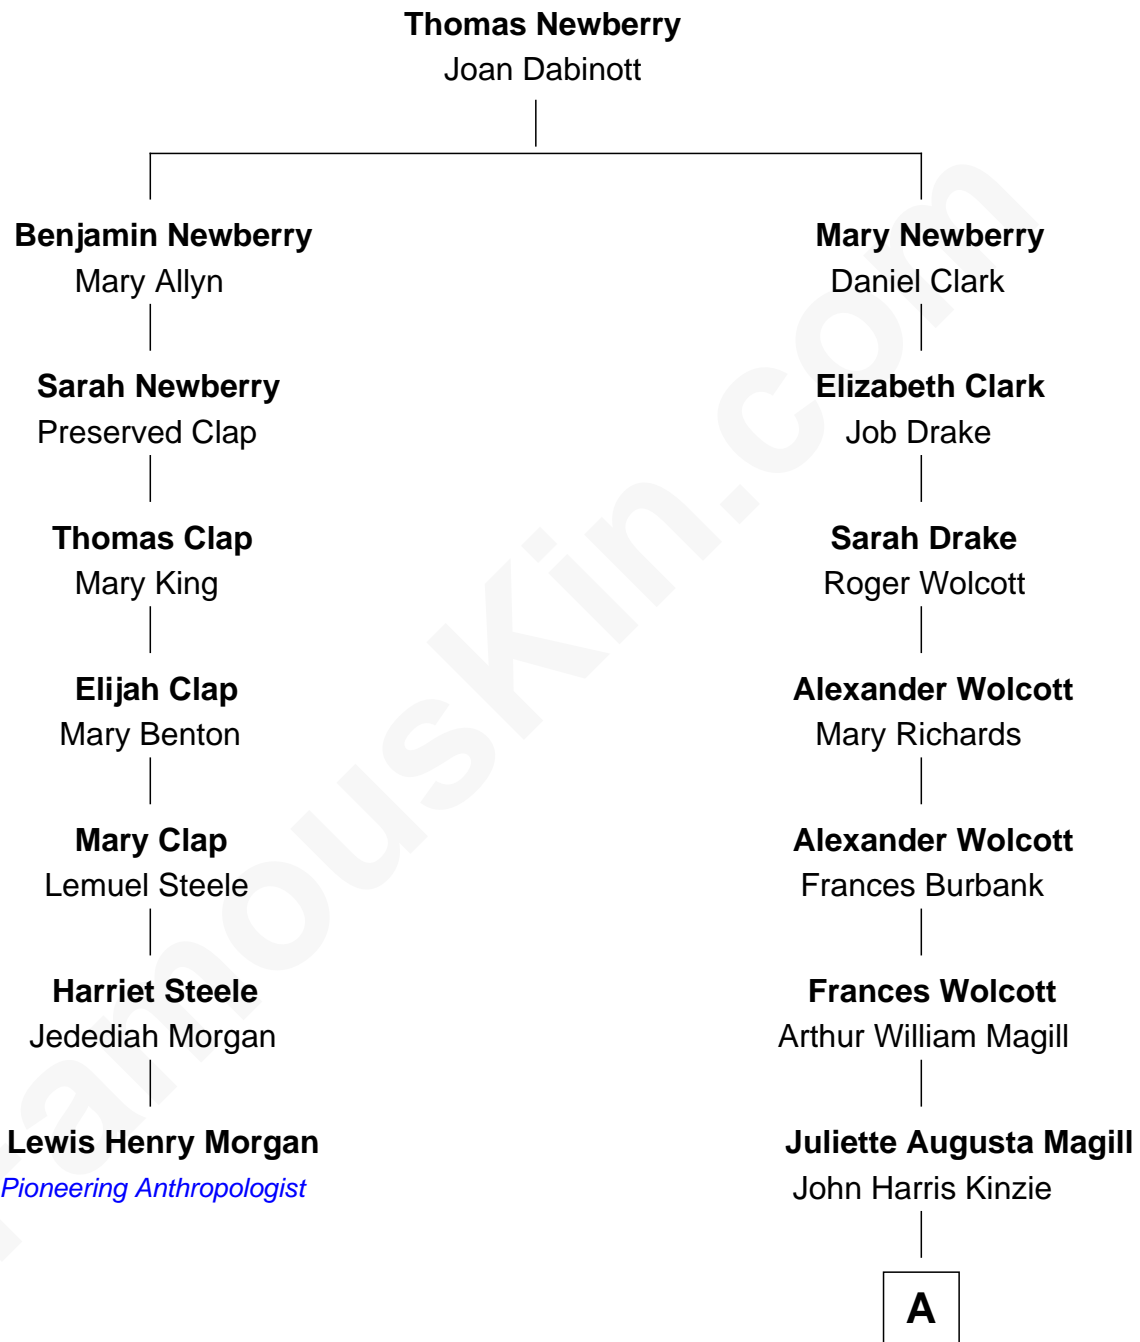 Thomas Newberry
Joan Dabinott
Benjamin Newberry
Mary Allyn
Mary Newberry
Daniel Clark
Sarah Newberry
Preserved Clap
Elizabeth Clark
Job Drake
Thomas Clap
Mary King
Sarah Drake
Roger Wolcott
Elijah Clap
Mary Benton
Alexander Wolcott
Mary Richards
Mary Clap
Lemuel Steele
Alexander Wolcott
Frances Burbank
Harriet Steele
Jedediah Morgan
Frances Wolcott
Arthur William Magill
Lewis Henry Morgan
Pioneering Anthropologist
Juliette Augusta Magill
John Harris Kinzie
A
FamousKin.com